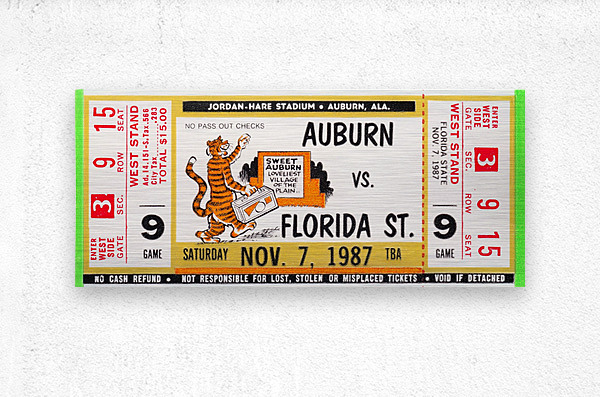 JORDAN-HARE STADIUM • AUBURN, ALA.
NO PASS OUT CHECKS
AUBURN
VS.
FLORIDA ST.
SWEET
AUBURN
LOVELIEST
VILLAGE
OF THE
PLAIN...
SATURDAY NOV. 7, 1987 TBA
ENTER
WEST
SIDE
GATE
3
SEC.
9
ROW
15
SEAT
WEST STAND
TOTAL $15.00
9
GAME
WEST STAND
FLORIDA STATE
NOV. 7, 1987
ENTER
WEST
SIDE
GATE
3
SEC.
9
ROW
15
SEAT
9
GAME
NO CASH REFUND • NOT RESPONSIBLE FOR LOST, STOLEN OR MISPLACED TICKETS • VOID IF DETACHED